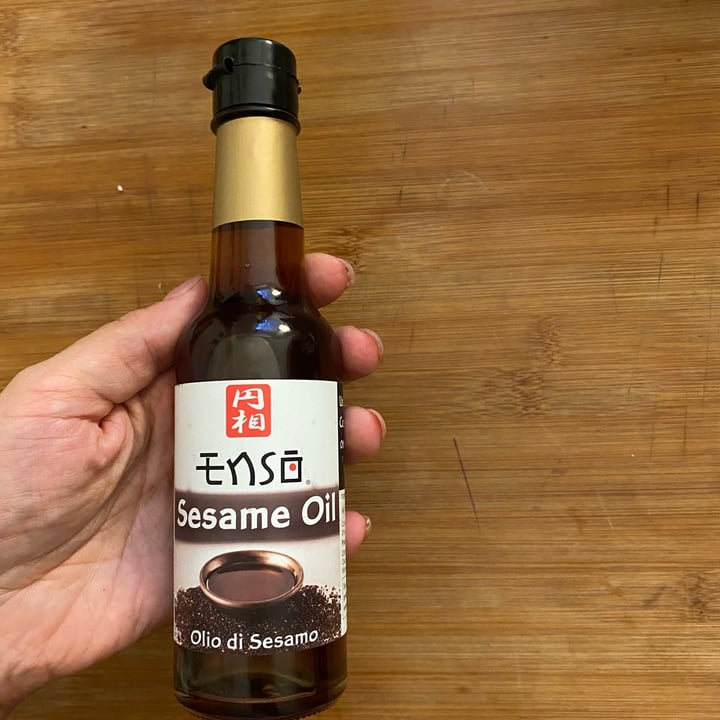 円
相
Ensō®
Sesame Oil
Olio di Sesamo